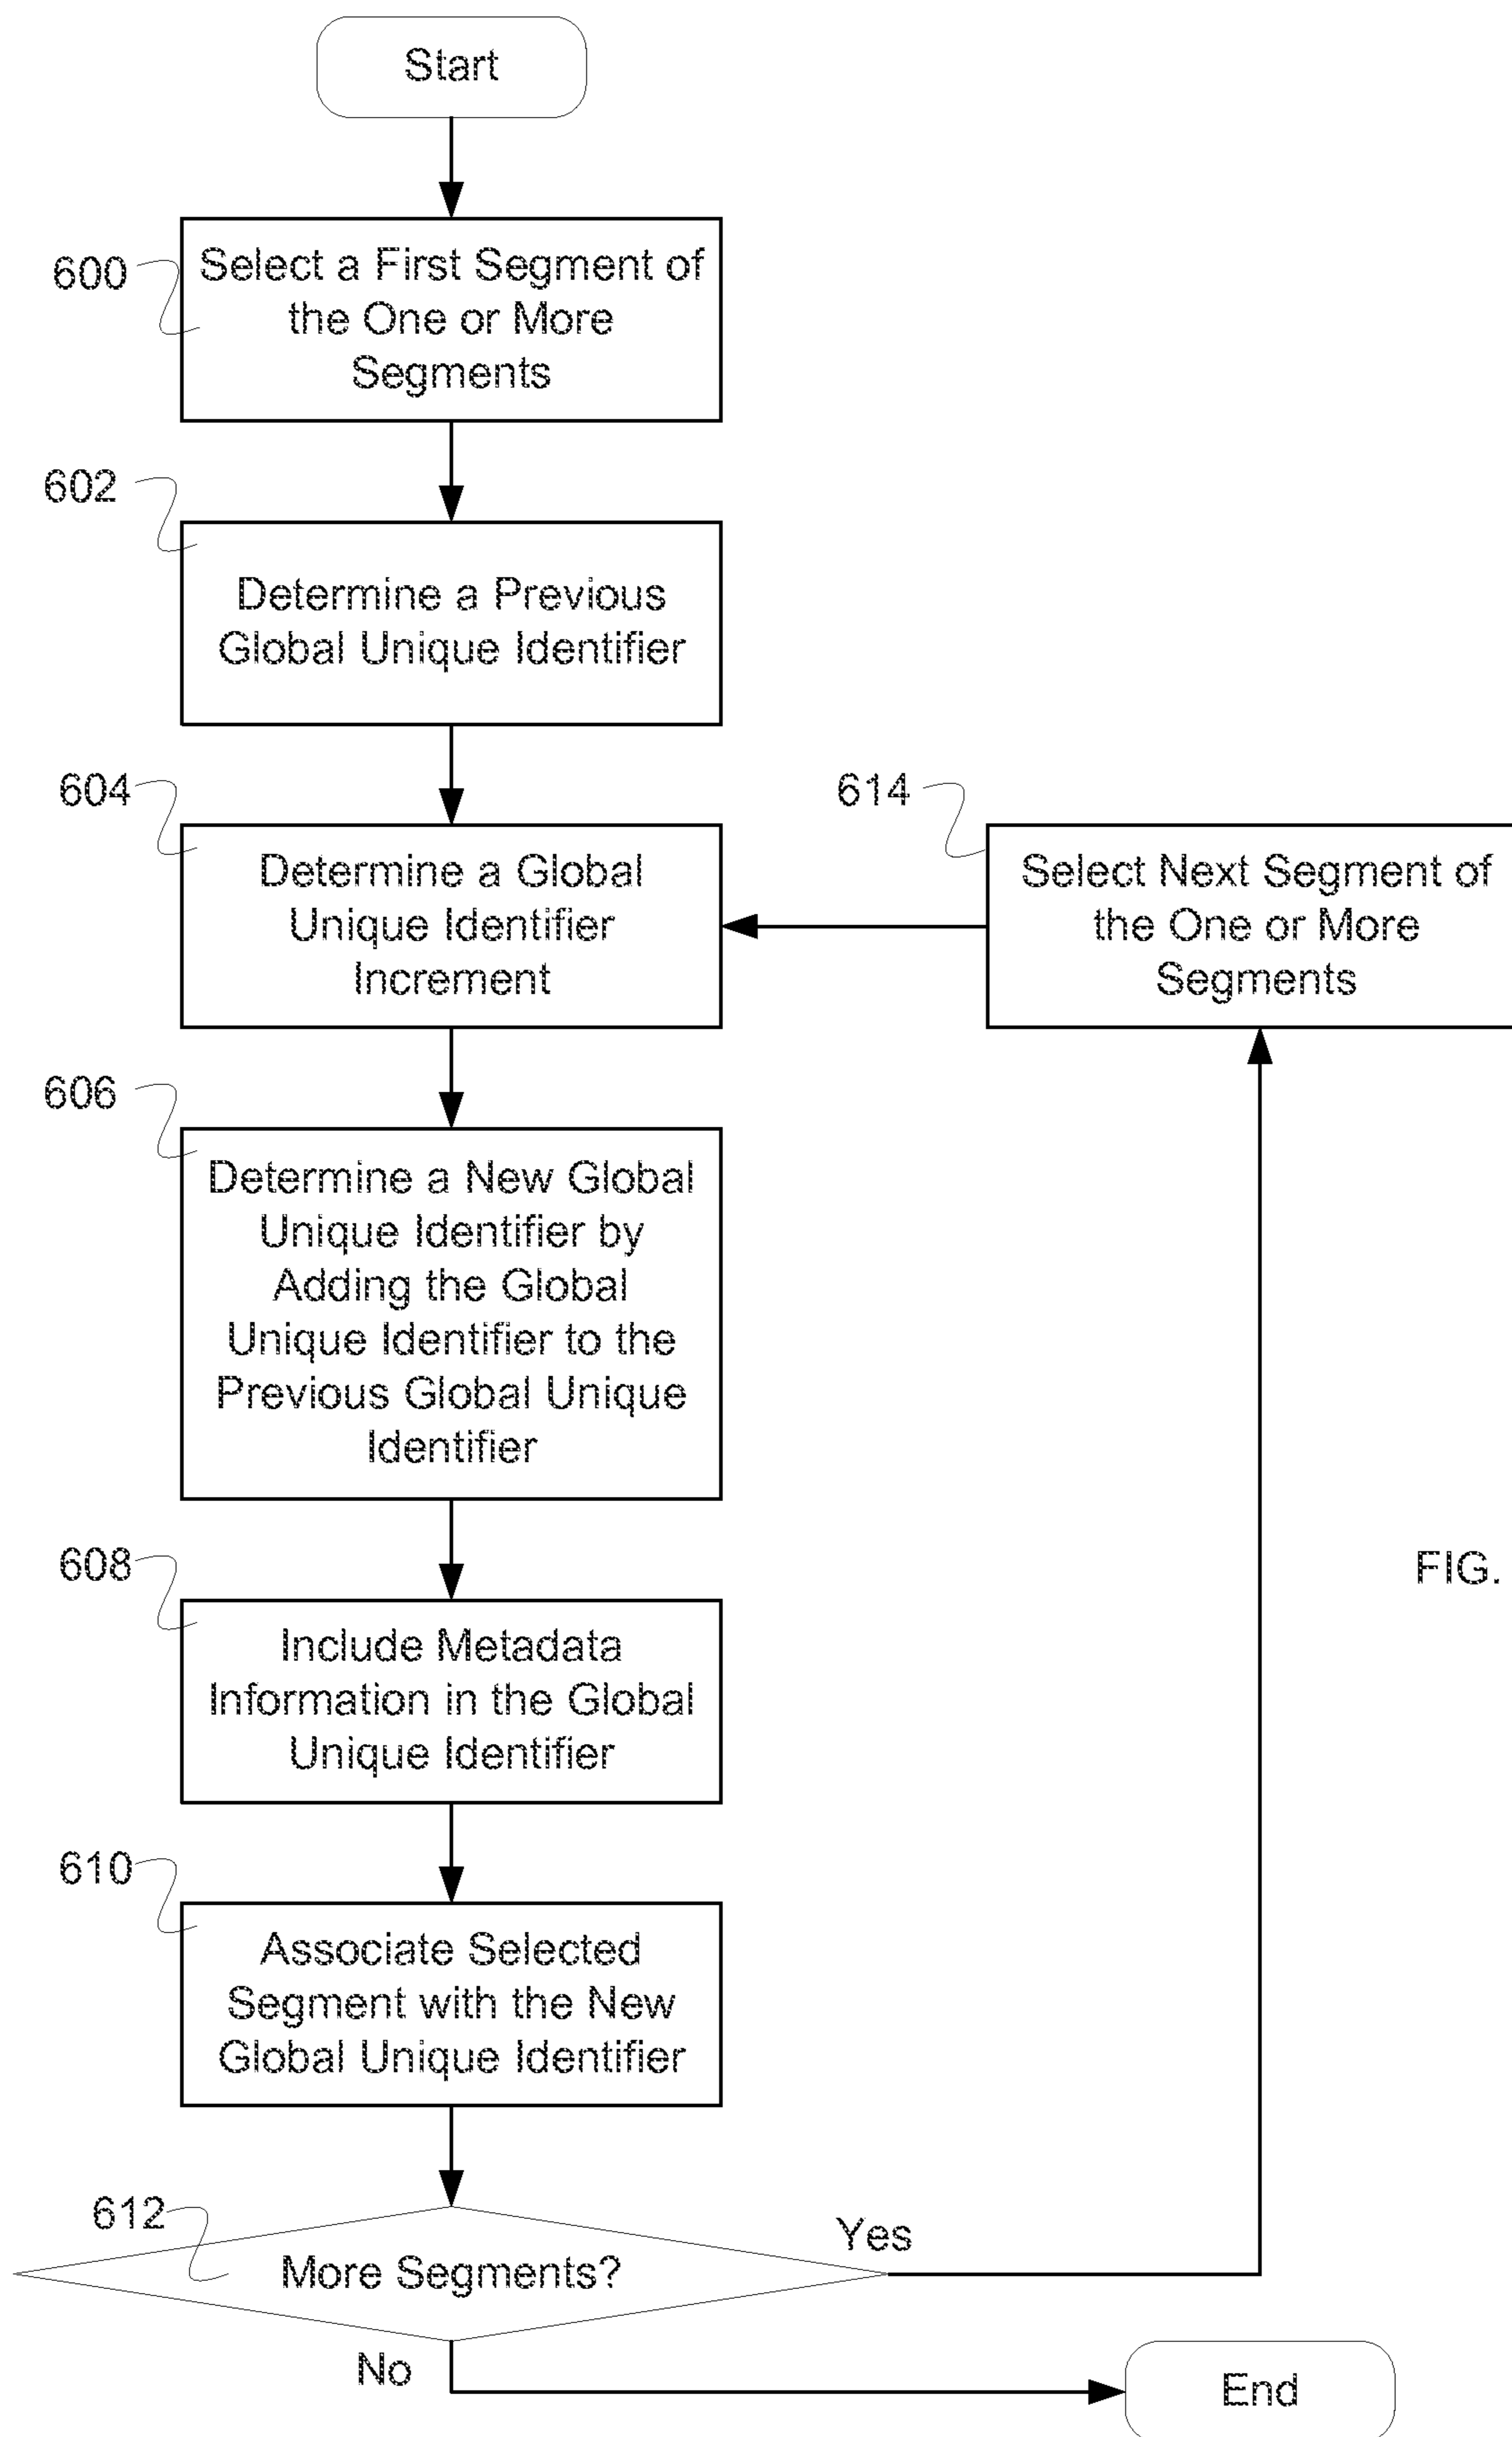 Start
600
Select a First Segment of
the One or More
Segments
602
Determine a Previous
Global Unique Identifier
604
Determine a Global
Unique Identifier
Increment
614
Select Next Segment of
the One or More
Segments
606
Determine a New Global
Unique Identifier by
Adding the Global
Unique Identifier to the
Previous Global Unique
Identifier
608
Include Metadata
Information in the Global
Unique Identifier
FIG.
610
Associate Selected
Segment with the New
Global Unique Identifier
612
More Segments?
Yes
No
End